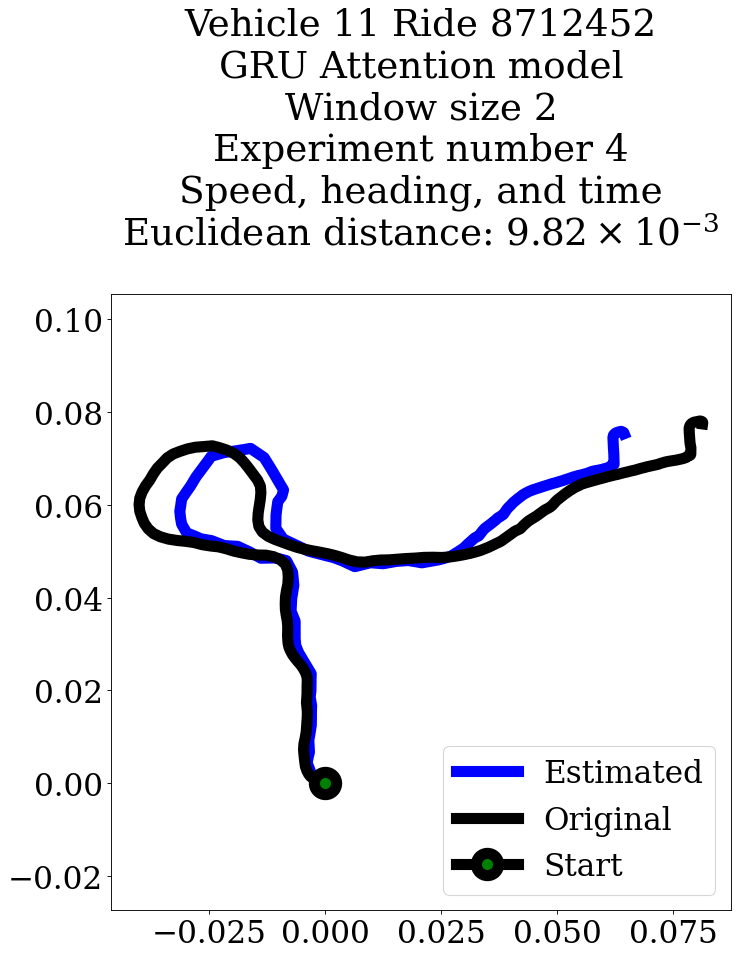 Vehicle 11 Ride 8712452
GRU Attention model
Window size 2
Experiment number 4
Speed, heading, and time
Euclidean distance: 9.82 × 10⁻³
0.10
0.08
0.06
0.04
0.02
0.00
−0.02
−0.025 0.000 0.025 0.050 0.075
Estimated
Original
Start